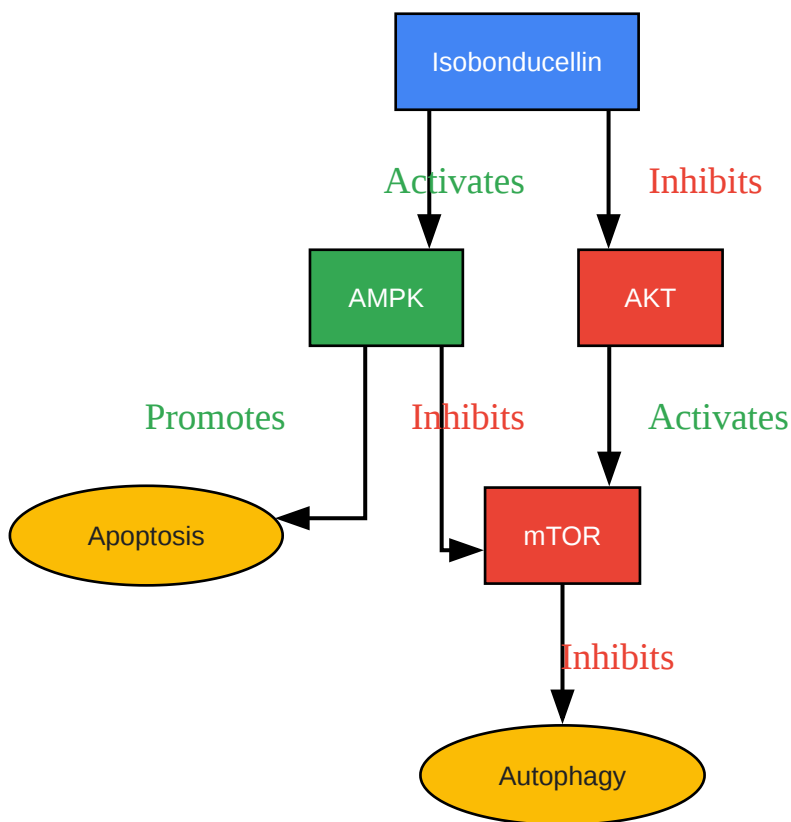 Isobonducellin
Activates
Inhibits
AMPK
AKT
Promotes
Inhibits
Activates
Apoptosis
mTOR
Inhibits
Autophagy